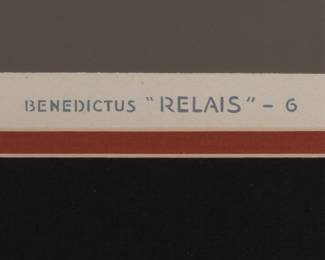 BENEDICTUS "RELAIS" – 6